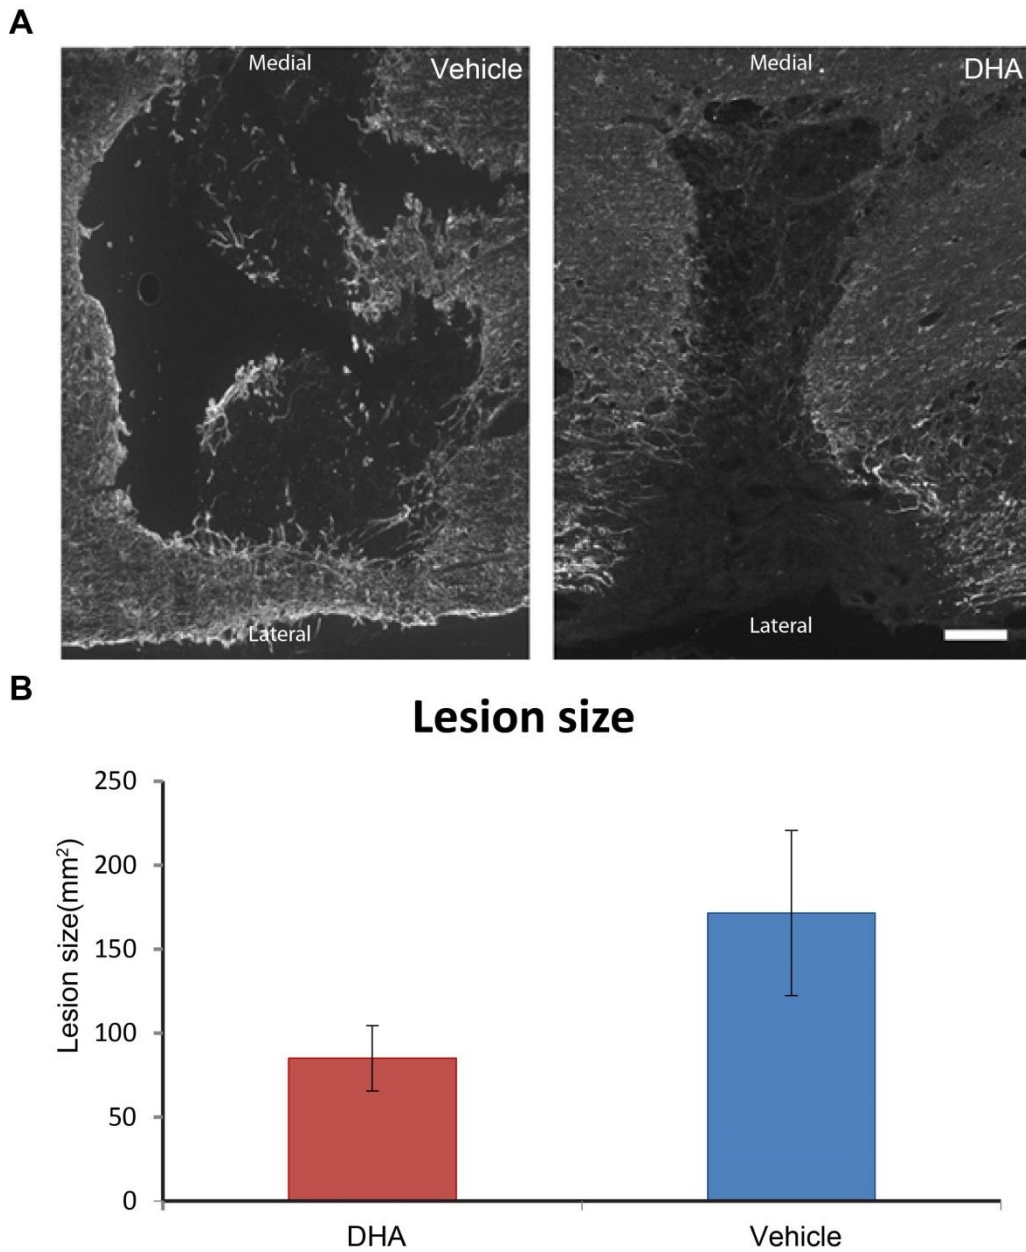 A
Medial
Vehicle
Lateral
Medial
DHA
Lateral
B
Lesion size
Lesion size(mm²)
250
200
150
100
50
0
DHA
Vehicle